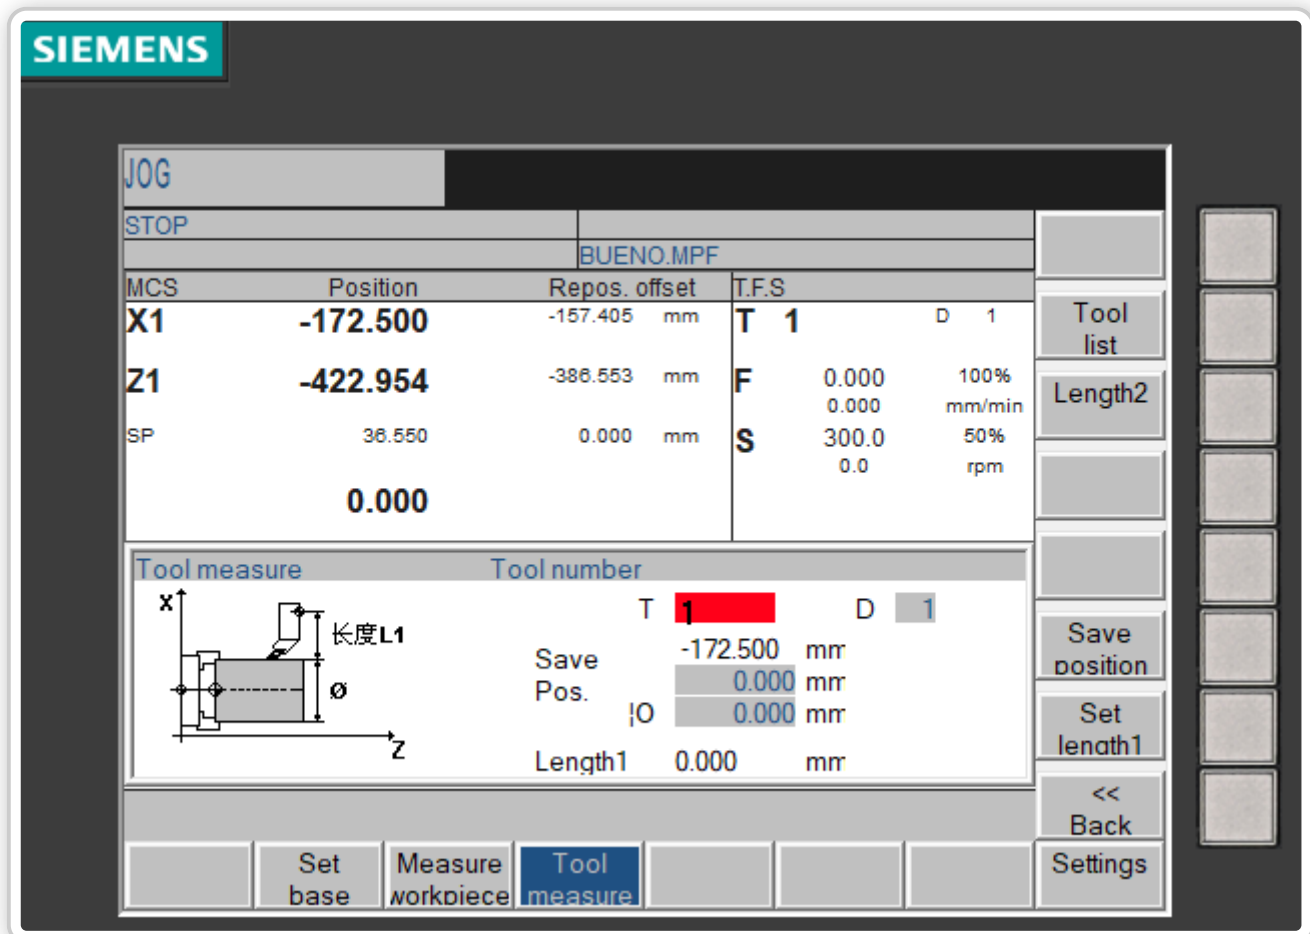 SIEMENS
JOG
STOP
BUENO.MPF
MCS Position Repos. offset T.F.S
X1 -172.500 -157.405 mm T 1 D 1
Z1 -422.954 -386.553 mm F 0.000 100%
0.000 mm/min
SP 36.550 0.000 mm S 300.0 50%
0.0 rpm
0.000
Tool measure Tool number
X
长度L1
Ø
Z
T 1 D 1
Save -172.500 mm
Pos. 0.000 mm
¦O 0.000 mm
Length1 0.000 mm
Tool
list
Length2
Save
position
Set
length1
<<
Back
Set
base
Measure
workpiece
Tool
measure
Settings